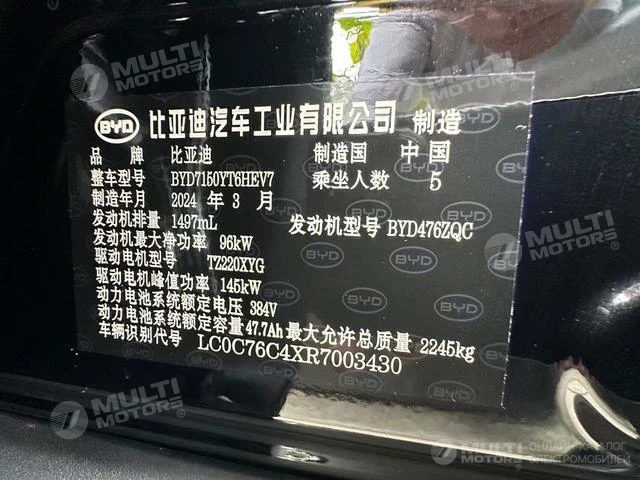 MULTI MOTORS
MULTI MOTORS
BYD 比亚迪汽车工业有限公司 制造
品 牌 比亚迪 制造国 中国
整车型号 BYD7150YT6HEV7 乘坐人数 5
制造年月 2024 年 3 月
发动机排量 1497mL 发动机型号 BYD476ZQC
发动机最大净功率 96kW
驱动电机型号 TZ220XYG
驱动电机峰值功率 145kW
动力电池系统额定电压 384V
动力电池系统额定容量 47.7Ah 最大允许总质量 2245kg
车辆识别代号 LC0C76C4XR7003430
MULTI MOTORS
MULTI MOTORS
MULTI MOTORS
ОНЛАЙН-КАТАЛОГ
ЭЛЕКТРОМОБИЛЕЙ